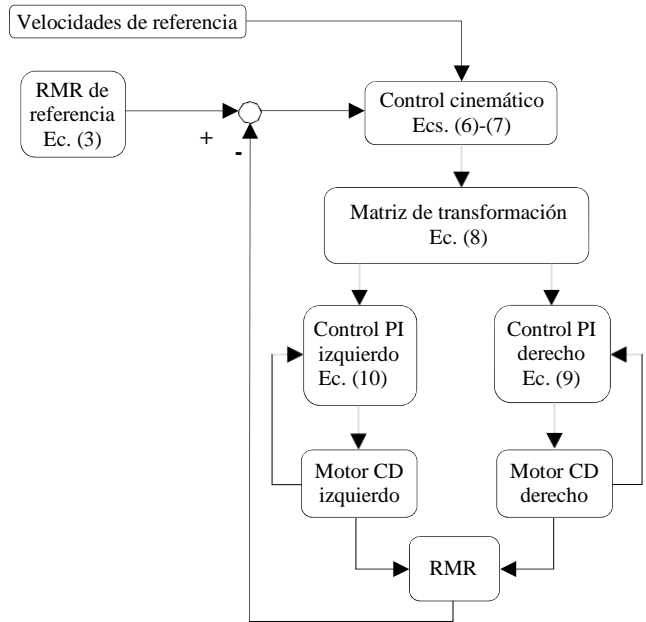 Velocidades de referencia
RMR de
referencia
Ec. (3)
+
-
Control cinemático
Ecs. (6)-(7)
Matriz de transformación
Ec. (8)
Control PI
izquierdo
Ec. (10)
Control PI
derecho
Ec. (9)
Motor CD
izquierdo
Motor CD
derecho
RMR